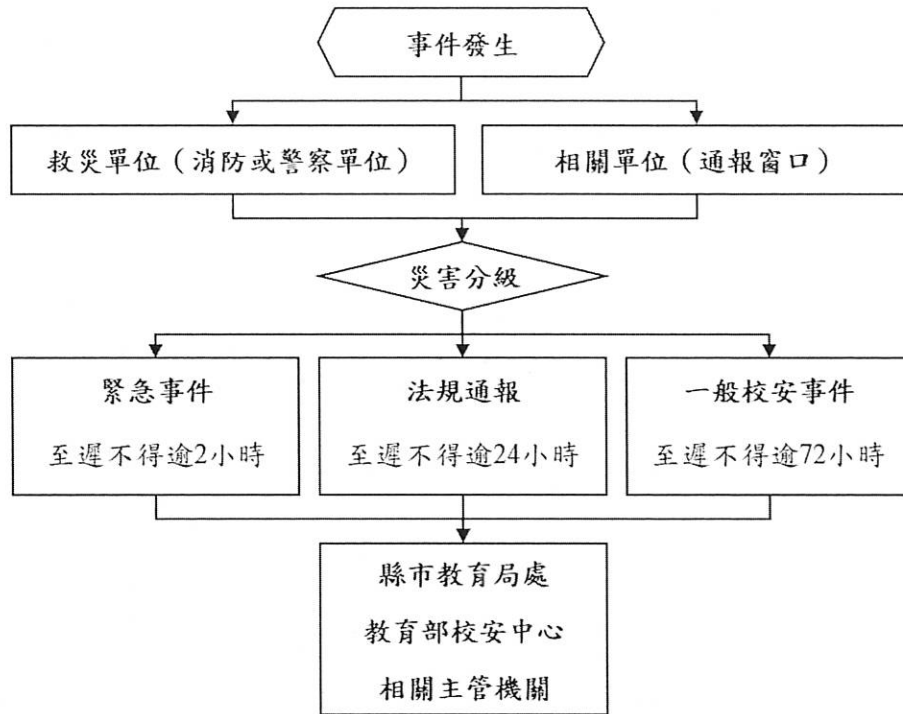 事件發生
救災單位（消防或警察單位）
相關單位（通報窗口）
災害分級
緊急事件
至遲不得逾2小時
法規通報
至遲不得逾24小時
一般校安事件
至遲不得逾72小時
縣市教育局處
教育部校安中心
相關主管機關